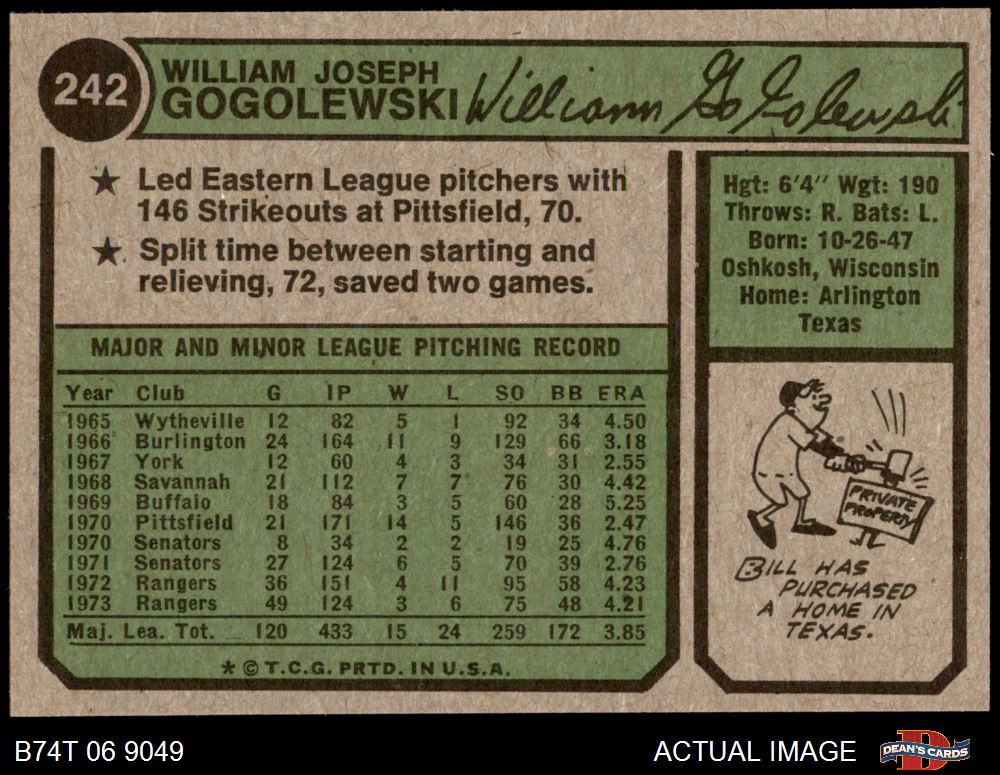 242
WILLIAM JOSEPH
GOGOLEWSKI
William Gogolewski
★ Led Eastern League pitchers with
146 Strikeouts at Pittsfield, 70.
★ Split time between starting and
relieving, 72, saved two games.
Hgt: 6'4" Wgt: 190
Throws: R. Bats: L.
Born: 10-26-47
Oshkosh, Wisconsin
Home: Arlington
Texas
MAJOR AND MINOR LEAGUE PITCHING RECORD
Year Club G IP W L SO BB ERA
1965 Wytheville 12 82 5 1 92 34 4.50
1966 Burlington 24 164 11 9 129 66 3.18
1967 York 12 60 4 3 34 31 2.55
1968 Savannah 21 112 7 7 76 30 4.42
1969 Buffalo 18 84 3 5 60 28 5.25
1970 Pittsfield 21 171 14 5 146 36 2.47
1970 Senators 8 34 2 2 19 25 4.76
1971 Senators 27 124 6 5 70 39 2.76
1972 Rangers 36 151 4 11 95 58 4.23
1973 Rangers 49 124 3 6 75 48 4.21
Maj. Lea. Tot. 120 433 15 24 259 172 3.85
★ © T.C.G. PRTD. IN U.S.A.
PRIVATE
PROPERTY
BILL HAS
PURCHASED
A HOME IN
TEXAS.
B74T 06 9049
ACTUAL IMAGE
DEAN'S CARDS